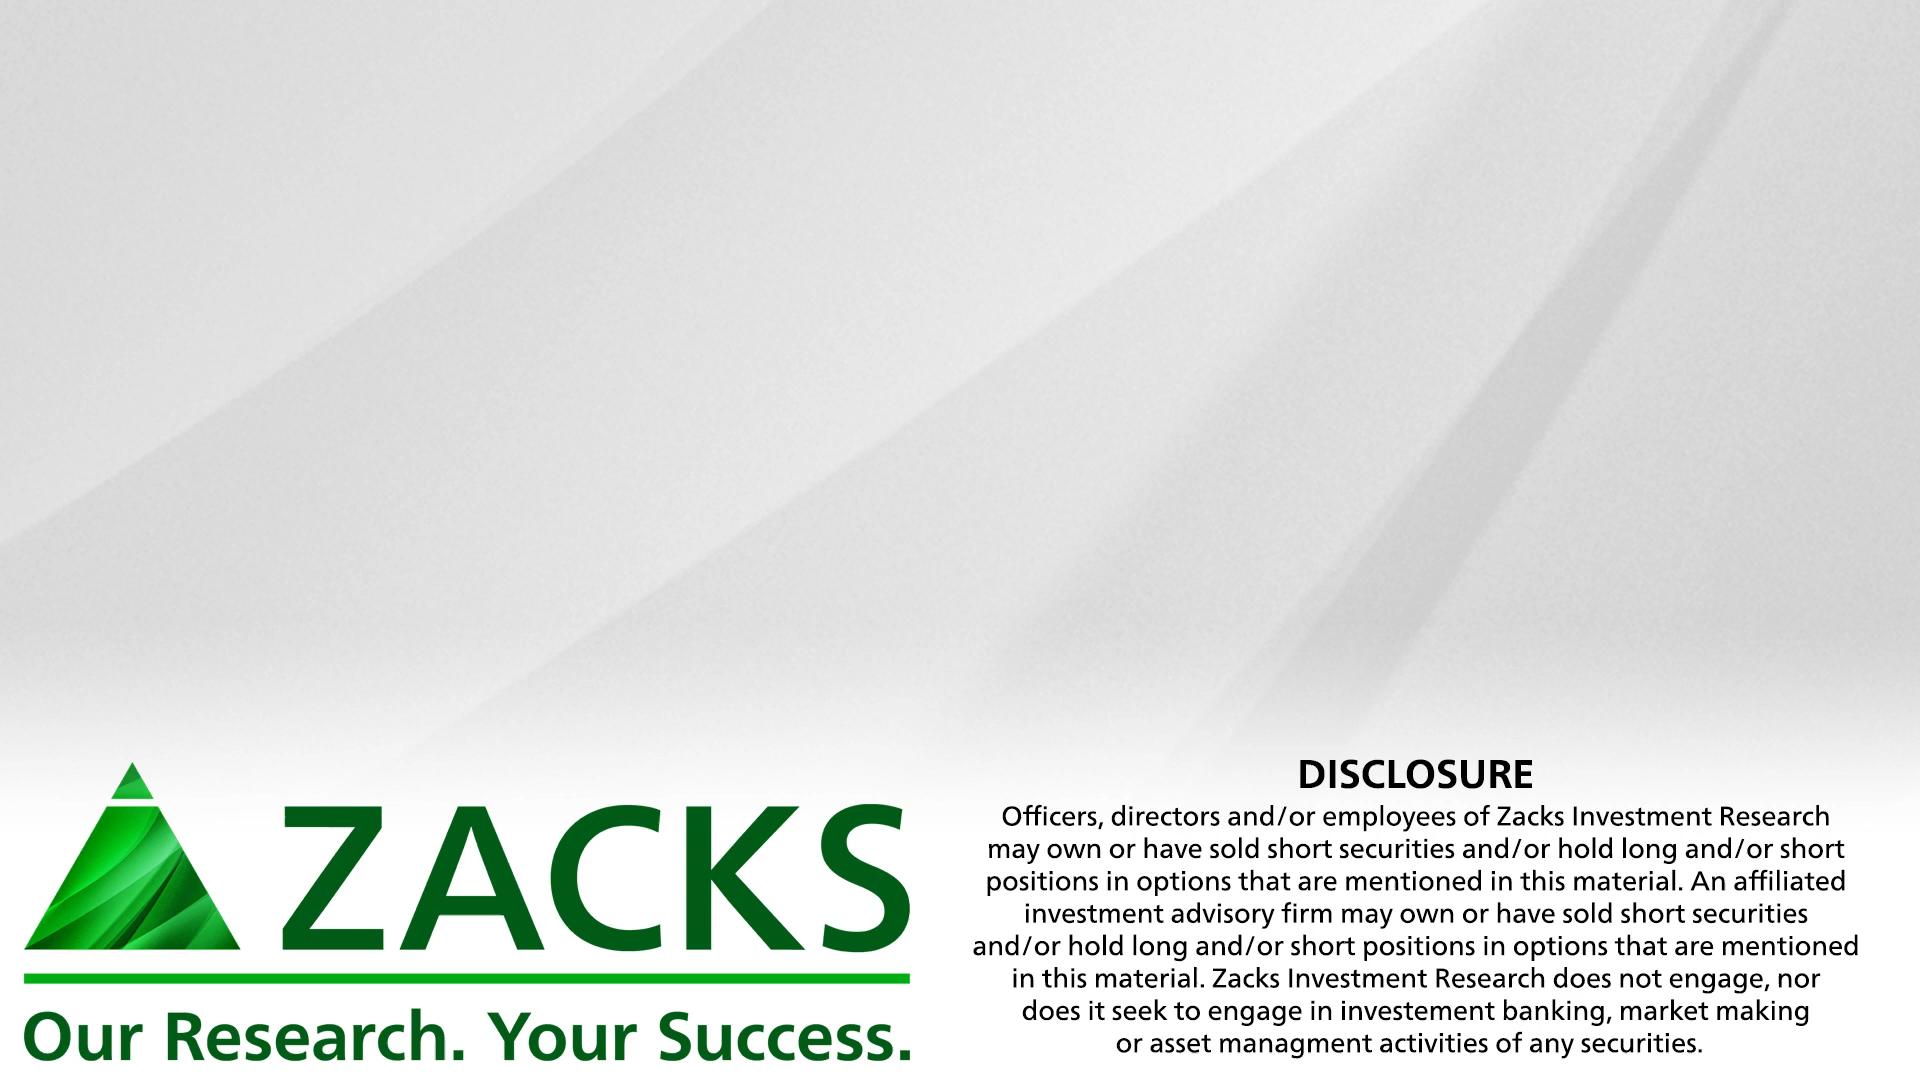 ZACKS
Our Research. Your Success.
DISCLOSURE
Officers, directors and/or employees of Zacks Investment Research
may own or have sold short securities and/or hold long and/or short
positions in options that are mentioned in this material. An affiliated
investment advisory firm may own or have sold short securities
and/or hold long and/or short positions in options that are mentioned
in this material. Zacks Investment Research does not engage, nor
does it seek to engage in investement banking, market making
or asset managment activities of any securities.